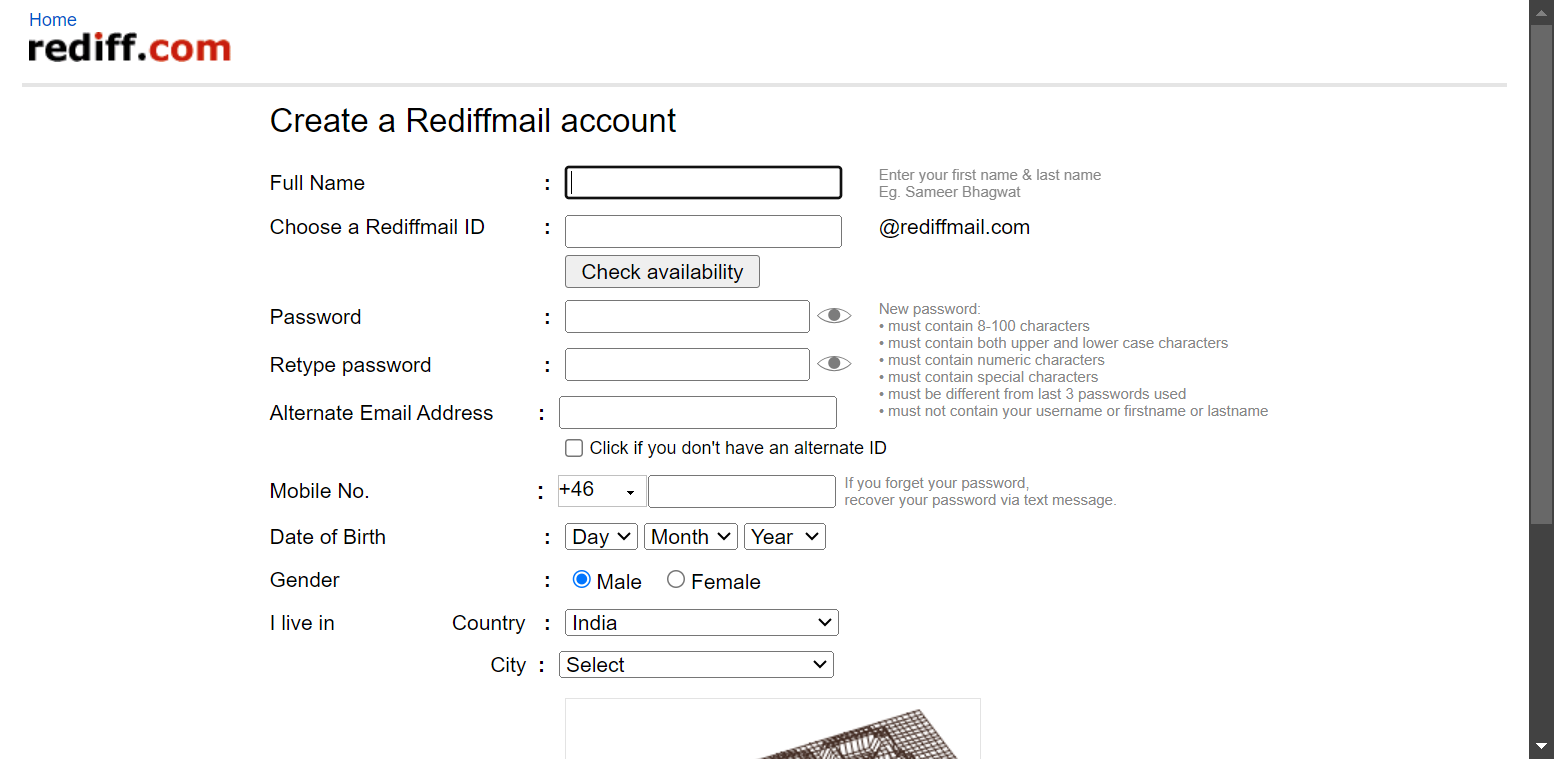 Home
rediff.com
Create a Rediffmail account
Full Name :
Enter your first name & last name
Eg. Sameer Bhagwat
Choose a Rediffmail ID : @rediffmail.com
Check availability
Password :
New password:
• must contain 8-100 characters
• must contain both upper and lower case characters
• must contain numeric characters
• must contain special characters
• must be different from last 3 passwords used
• must not contain your username or firstname or lastname
Retype password :
Alternate Email Address :
Click if you don't have an alternate ID
Mobile No. : +46
If you forget your password,
recover your password via text message.
Date of Birth : Day Month Year
Gender : Male Female
I live in Country : India
City : Select